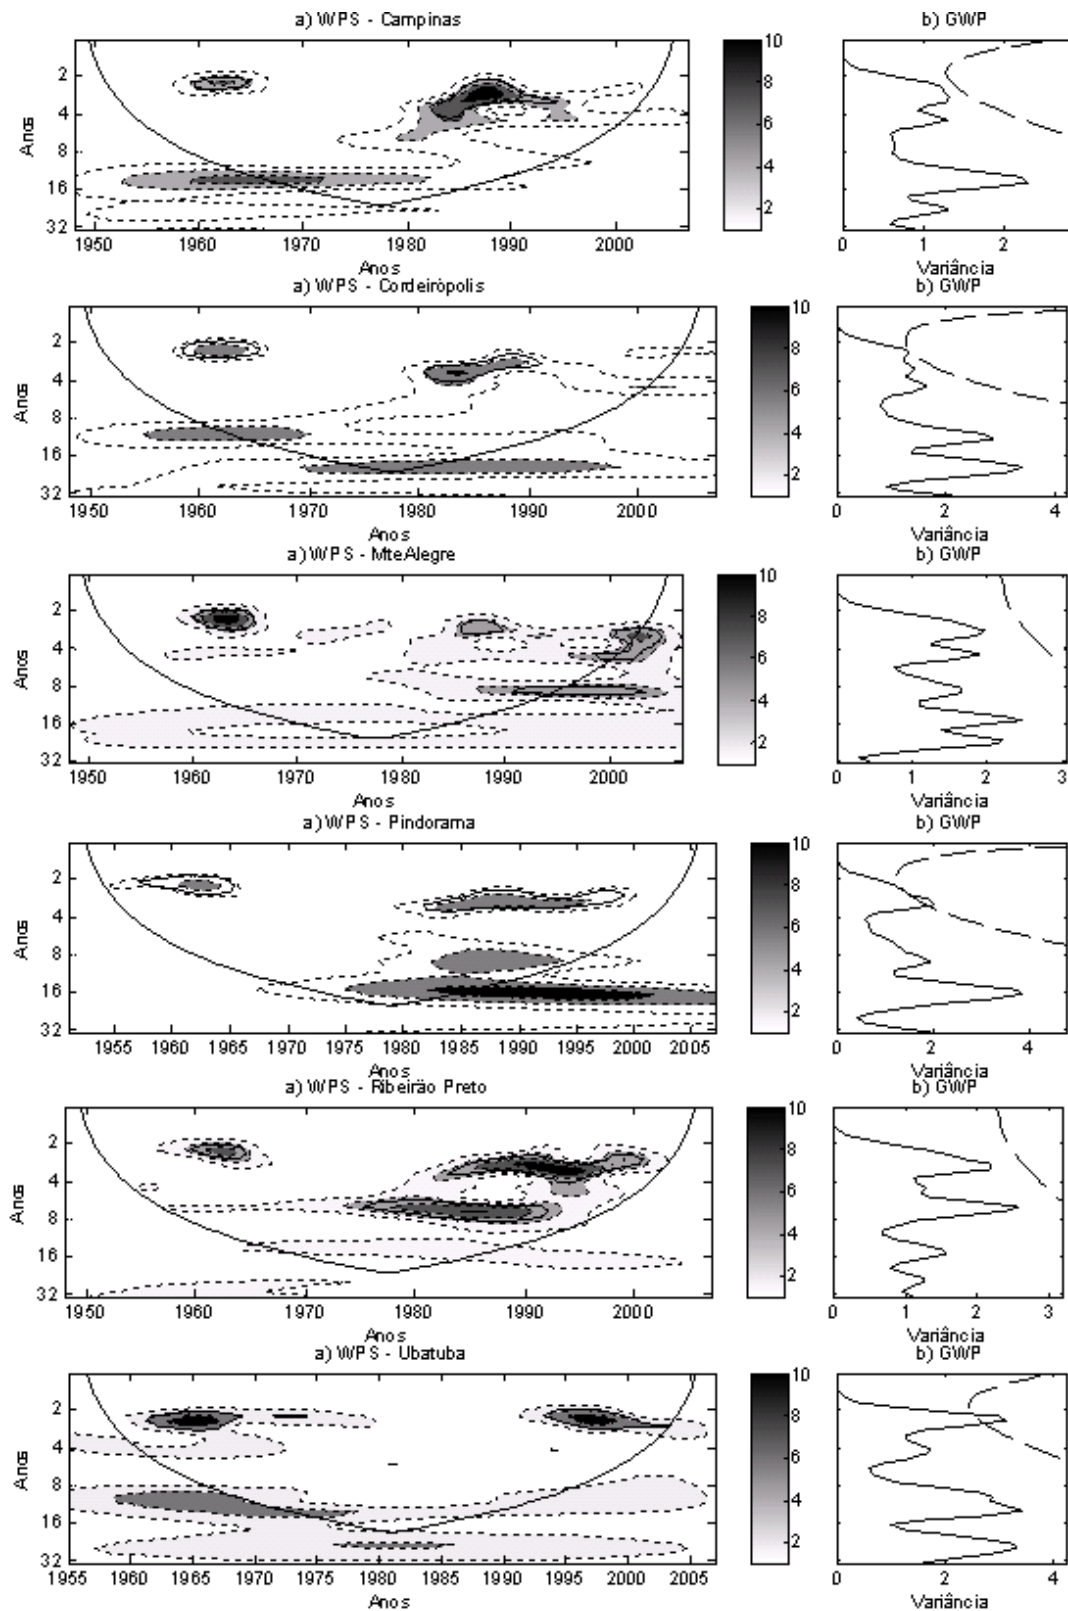 a) WPS - Campinas
b) GWP
10
8
6
4
2
2
4
8
16
32
Anos
1950 1960 1970 1980 1990 2000
Anos
0 1 2
Variância
a) WPS - Cordeirópolis
b) GWP
10
8
6
4
2
2
4
8
16
32
Anos
1950 1960 1970 1980 1990 2000
Anos
0 2 4
Variância
a) WPS - MteAlegre
b) GWP
10
8
6
4
2
2
4
8
16
32
Anos
1950 1960 1970 1980 1990 2000
Anos
0 1 2 3
Variância
a) WPS - Pindorama
b) GWP
10
8
6
4
2
2
4
8
16
32
Anos
1955 1960 1965 1970 1975 1980 1985 1990 1995 2000 2005
Anos
0 2 4
Variância
a) WPS - Ribeirão Preto
b) GWP
10
8
6
4
2
2
4
8
16
32
Anos
1950 1960 1970 1980 1990 2000
Anos
0 1 2 3
Variância
a) WPS - Ubatuba
b) GWP
10
8
6
4
2
2
4
8
16
32
Anos
1955 1960 1965 1970 1975 1980 1985 1990 1995 2000 2005
Anos
0 1 2 3 4
Variância